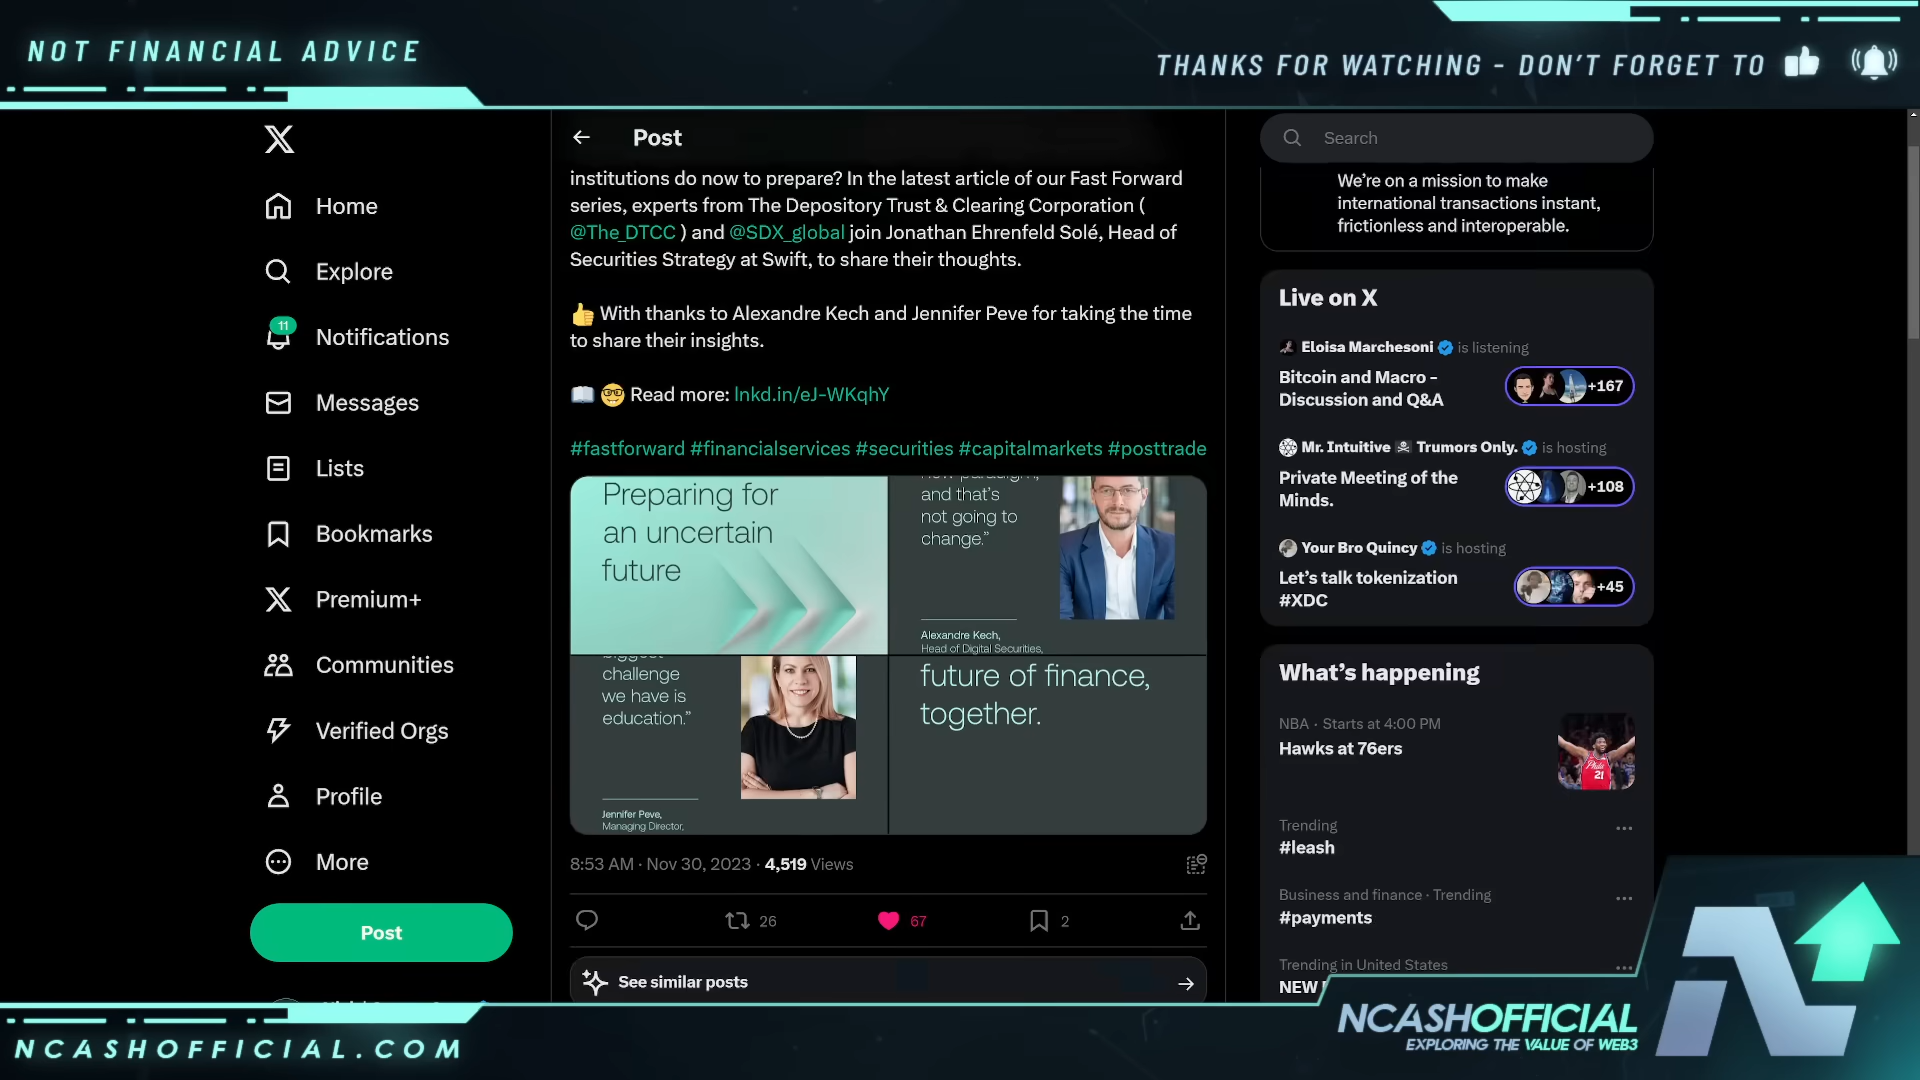 NOT FINANCIAL ADVICE
THANKS FOR WATCHING - DON'T FORGET TO
Home
Explore
11
Notifications
Messages
Lists
Bookmarks
Premium+
Communities
Verified Orgs
Profile
More
Post
Post
institutions do now to prepare? In the latest article of our Fast Forward
series, experts from The Depository Trust & Clearing Corporation (
@The_DTCC ) and @SDX_global join Jonathan Ehrenfeld Solé, Head of
Securities Strategy at Swift, to share their thoughts.
👍 With thanks to Alexandre Kech and Jennifer Peve for taking the time
to share their insights.
📖 🤓 Read more: lnkd.in/eJ-WKqhY
#fastforward #financialservices #securities #capitalmarkets #posttrade
Preparing for
an uncertain
future
new paradigm,
and that's
not going to
change."
Alexandre Kech,
Head of Digital Securities,
biggest
challenge
we have is
education."
Jennifer Peve,
Managing Director,
future of finance,
together.
8:53 AM · Nov 30, 2023 · 4,519 Views
26
67
2
See similar posts
Search
We're on a mission to make
international transactions instant,
frictionless and interoperable.
Live on X
Eloisa Marchesoni is listening
Bitcoin and Macro -
Discussion and Q&A
+167
Mr. Intuitive ☠ Trumors Only. is hosting
Private Meeting of the
Minds.
+108
Your Bro Quincy is hosting
Let's talk tokenization
#XDC
+45
What's happening
NBA · Starts at 4:00 PM
Hawks at 76ers
Trending
#leash
Business and finance · Trending
#payments
Trending in United States
NEW
NCASHOFFICIAL.COM
NCASHOFFICIAL
EXPLORING THE VALUE OF WEB3